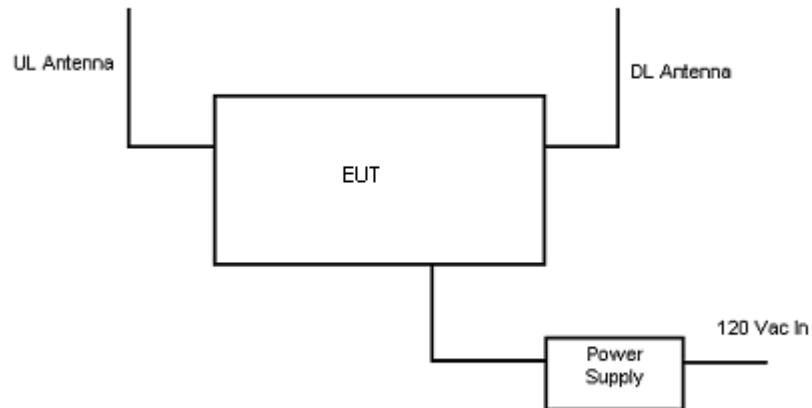 UL Antenna
DL Antenna
EUT
120 Vac In
Power
Supply